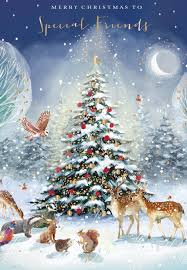 MERRY CHRISTMAS TO
Special Friends